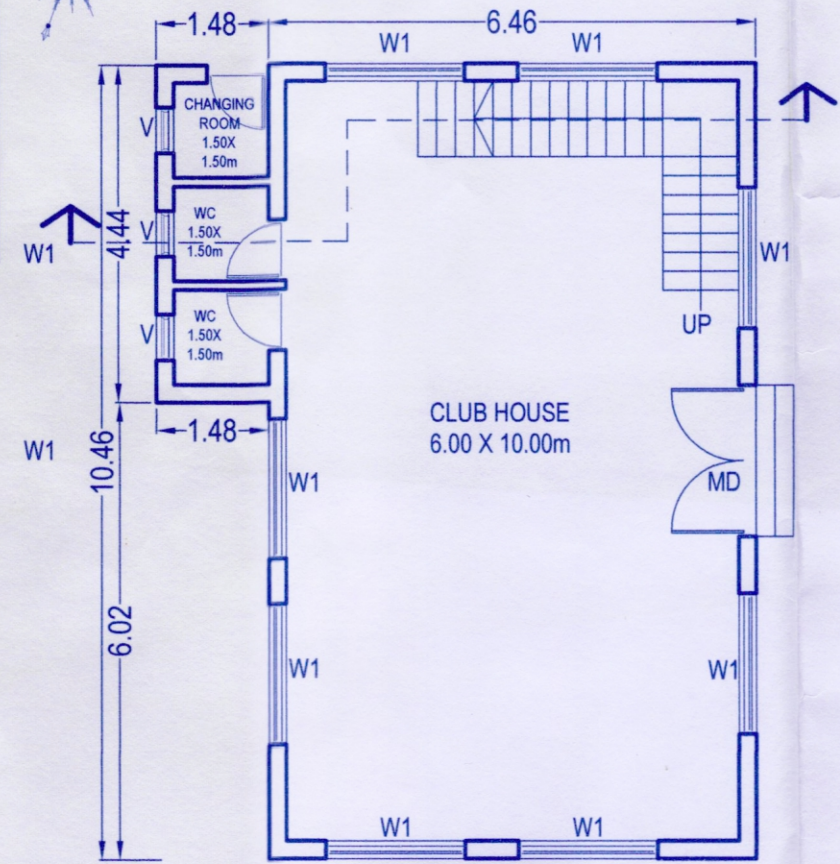 1.48
6.46
W1
W1
V
CHANGING
ROOM
1.50X
1.50m
W1
V
WC
1.50X
1.50m
4.44
W1
UP
V
WC
1.50X
1.50m
CLUB HOUSE
6.00 X 10.00m
1.48
W1
10.46
W1
MD
6.02
W1
W1
W1
W1